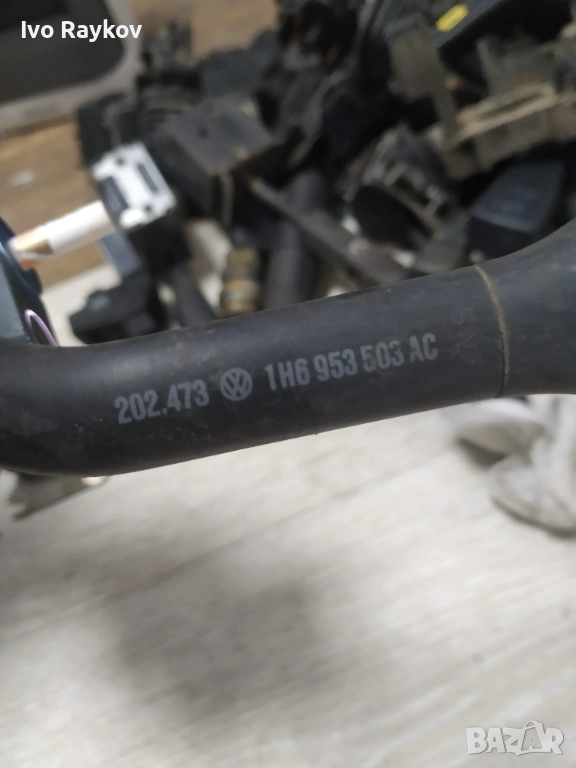 Ivo Raykov
202.473 1H6 953 503 AC
BAZAR